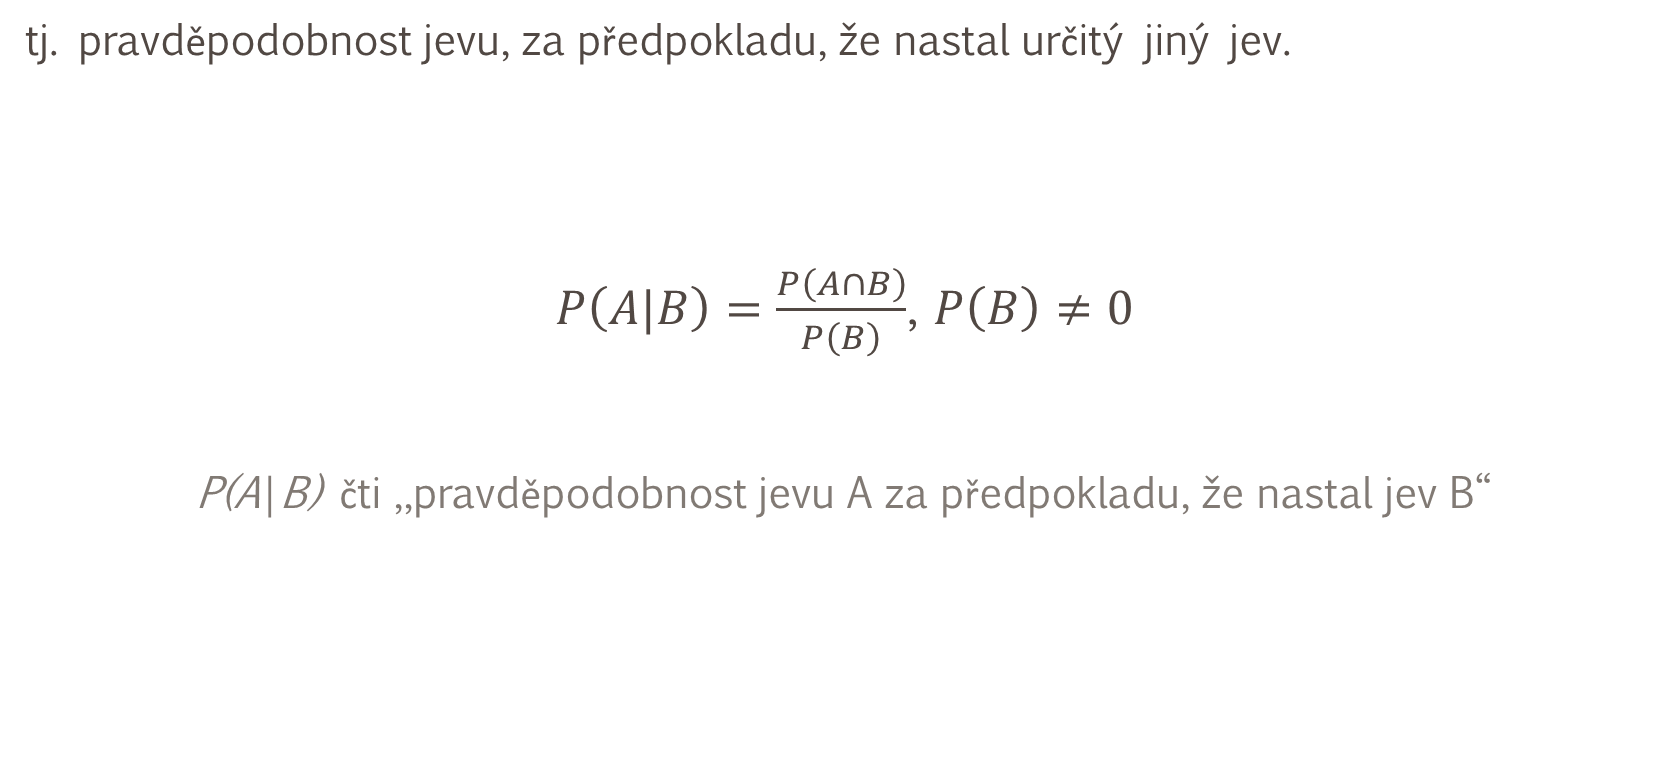 tj. pravděpodobnost jevu, za předpokladu, že nastal určitý jiný jev.
P(A|B) = P(A∩B)/P(B), P(B) ≠ 0
P(A|B) čti „pravděpodobnost jevu A za předpokladu, že nastal jev B“